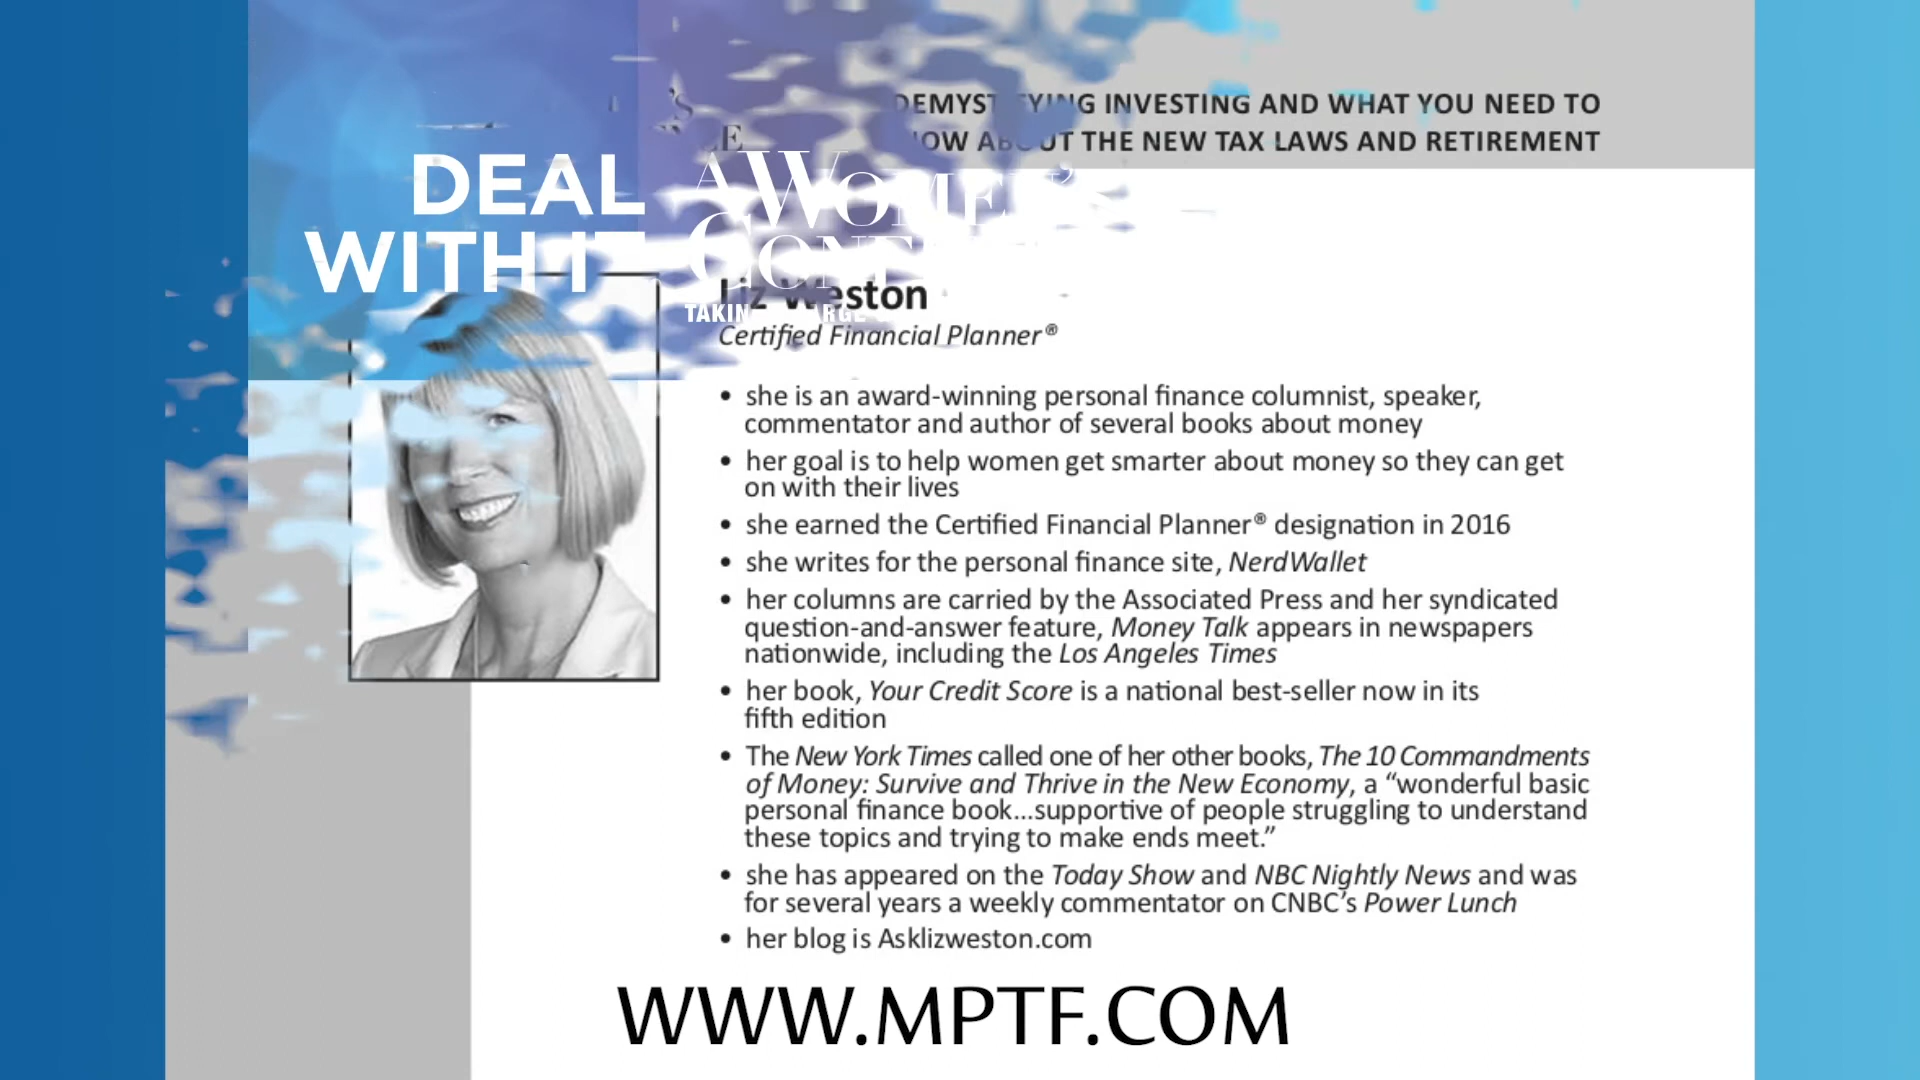 INVESTING AND WHAT YOU NEED TO
THE NEW TAX LAWS AND RETIREMENT
DEAL
WITH IT
A WOMEN'S
Liz Weston
Certified Financial Planner®
• she is an award-winning personal finance columnist, speaker,
commentator and author of several books about money
• her goal is to help women get smarter about money so they can get
on with their lives
• she earned the Certified Financial Planner® designation in 2016
• she writes for the personal finance site, NerdWallet
• her columns are carried by the Associated Press and her syndicated
question-and-answer feature, Money Talk appears in newspapers
nationwide, including the Los Angeles Times
• her book, Your Credit Score is a national best-seller now in its
fifth edition
• The New York Times called one of her other books, The 10 Commandments
of Money: Survive and Thrive in the New Economy, a “wonderful basic
personal finance book...supportive of people struggling to understand
these topics and trying to make ends meet.”
• she has appeared on the Today Show and NBC Nightly News and was
for several years a weekly commentator on CNBC’s Power Lunch
• her blog is Asklizweston.com
WWW.MPTF.COM